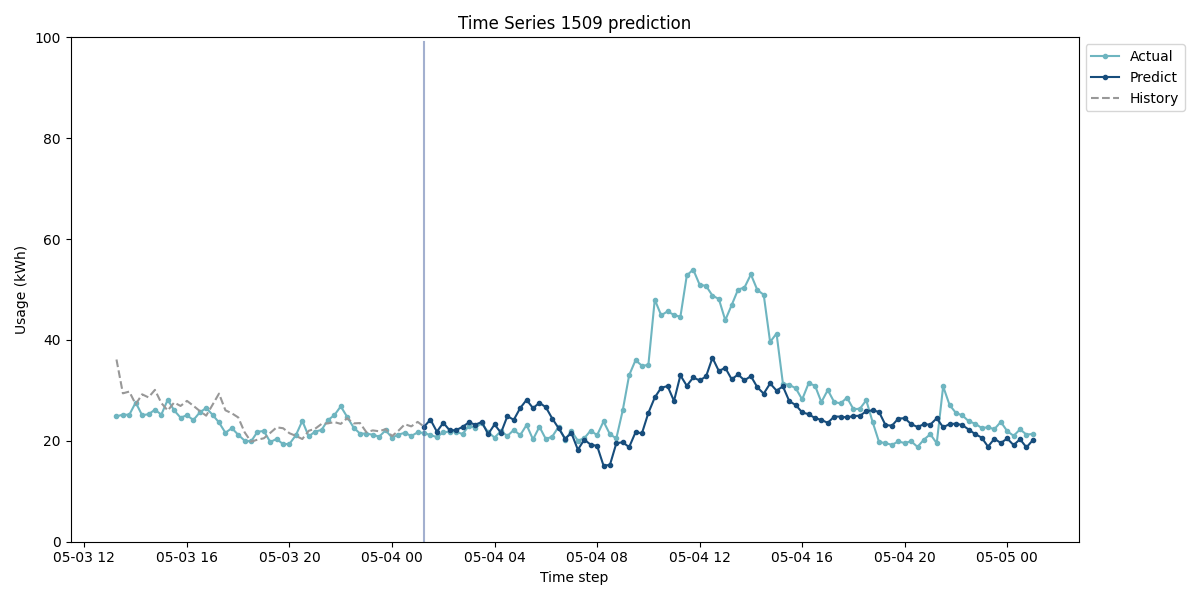 Time Series 1509 prediction
Usage (kWh)
100
80
60
40
20
0
05-03 12
05-03 16
05-03 20
05-04 00
05-04 04
05-04 08
05-04 12
05-04 16
05-04 20
05-05 00
Time step
Actual
Predict
History